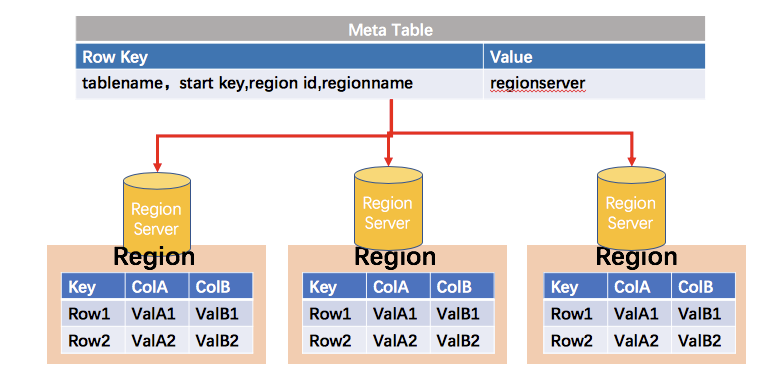 Meta Table
Row Key Value
tablename，start key,region id,regionname regionserver
Region Server
Region Server
Region Server
Region
Key ColA ColB
Row1 ValA1 ValB1
Row2 ValA2 ValB2
Region
Key ColA ColB
Row1 ValA1 ValB1
Row2 ValA2 ValB2
Region
Key ColA ColB
Row1 ValA1 ValB1
Row2 ValA2 ValB2